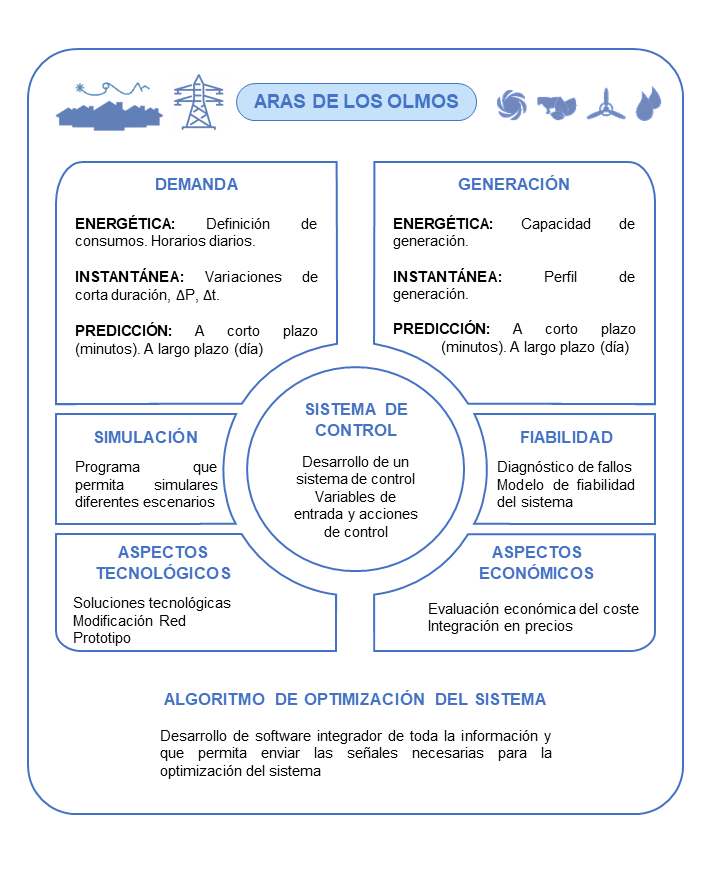 ARAS DE LOS OLMOS
DEMANDA
ENERGÉTICA: Definición de
consumos. Horarios diarios.
INSTANTÁNEA: Variaciones de
corta duración, ΔP, Δt.
PREDICCIÓN: A corto plazo
(minutos). A largo plazo (día)
GENERACIÓN
ENERGÉTICA: Capacidad de
generación.
INSTANTÁNEA: Perfil de
generación.
PREDICCIÓN: A corto plazo
(minutos). A largo plazo (día)
SIMULACIÓN
Programa que
permita simulares
diferentes escenarios
SISTEMA DE
CONTROL
Desarrollo de un
sistema de control
Variables de
entrada y acciones
de control
FIABILIDAD
Diagnóstico de fallos
Modelo de fiabilidad
del sistema
ASPECTOS
TECNOLÓGICOS
Soluciones tecnológicas
Modificación Red
Prototipo
ASPECTOS
ECONÓMICOS
Evaluación económica del coste
Integración en precios
ALGORITMO DE OPTIMIZACIÓN DEL SISTEMA
Desarrollo de software integrador de toda la información y
que permita enviar las señales necesarias para la
optimización del sistema